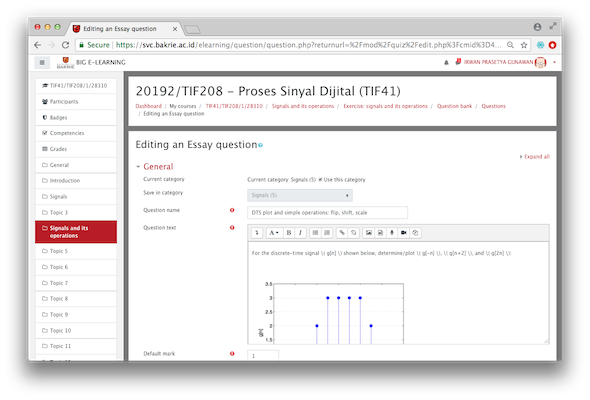 Editing an Essay question
Secure
https://svc.bakrie.ac.id/elearning/question/question.php?returnurl=%2Fmod%2Fquiz%2Fedit.php%3Fcmid%3D4...
BAKRIE
BIG E-LEARNING
IRWAN PRASETYA GUNAWAN
TIF41/TIF208/1/28310
Participants
Badges
Competencies
Grades
General
Introduction
Signals
Topic 3
Signals and its
operations
Topic 5
Topic 6
Topic 7
Topic 8
Topic 9
Topic 10
Topic 11
20192/TIF208 - Proses Sinyal Dijital (TIF41)
Dashboard / My courses / TIF41/TIF208/1/28310 / Signals and its operations / Exercise: signals and its operations / Question bank / Questions
/ Editing an Essay question
Editing an Essay question
Expand all
General
Current category Current category Signals (5) Use this category
Save in category Signals (5)
Question name DTS plot and simple operations: flip, shift, scale
Question text
For the discrete-time signal \( g[n] \) shown below, determine/plot \( g[-n] \), \( g[n+2] \), and \( g[2n] \):
3.5
3
2.5
2
1.5
g[n]
Default mark 1